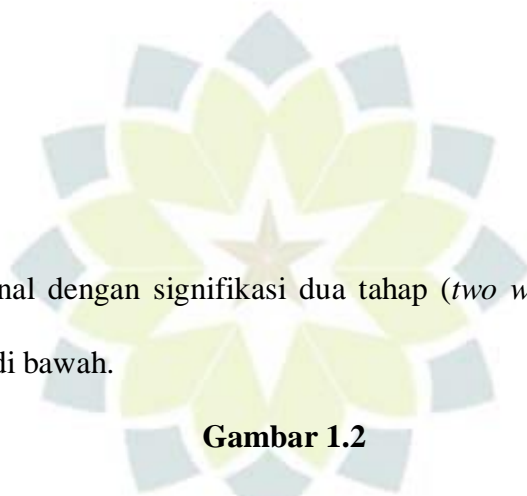 nal dengan signifikasi dua tahap (two w
di bawah.
Gambar 1.2